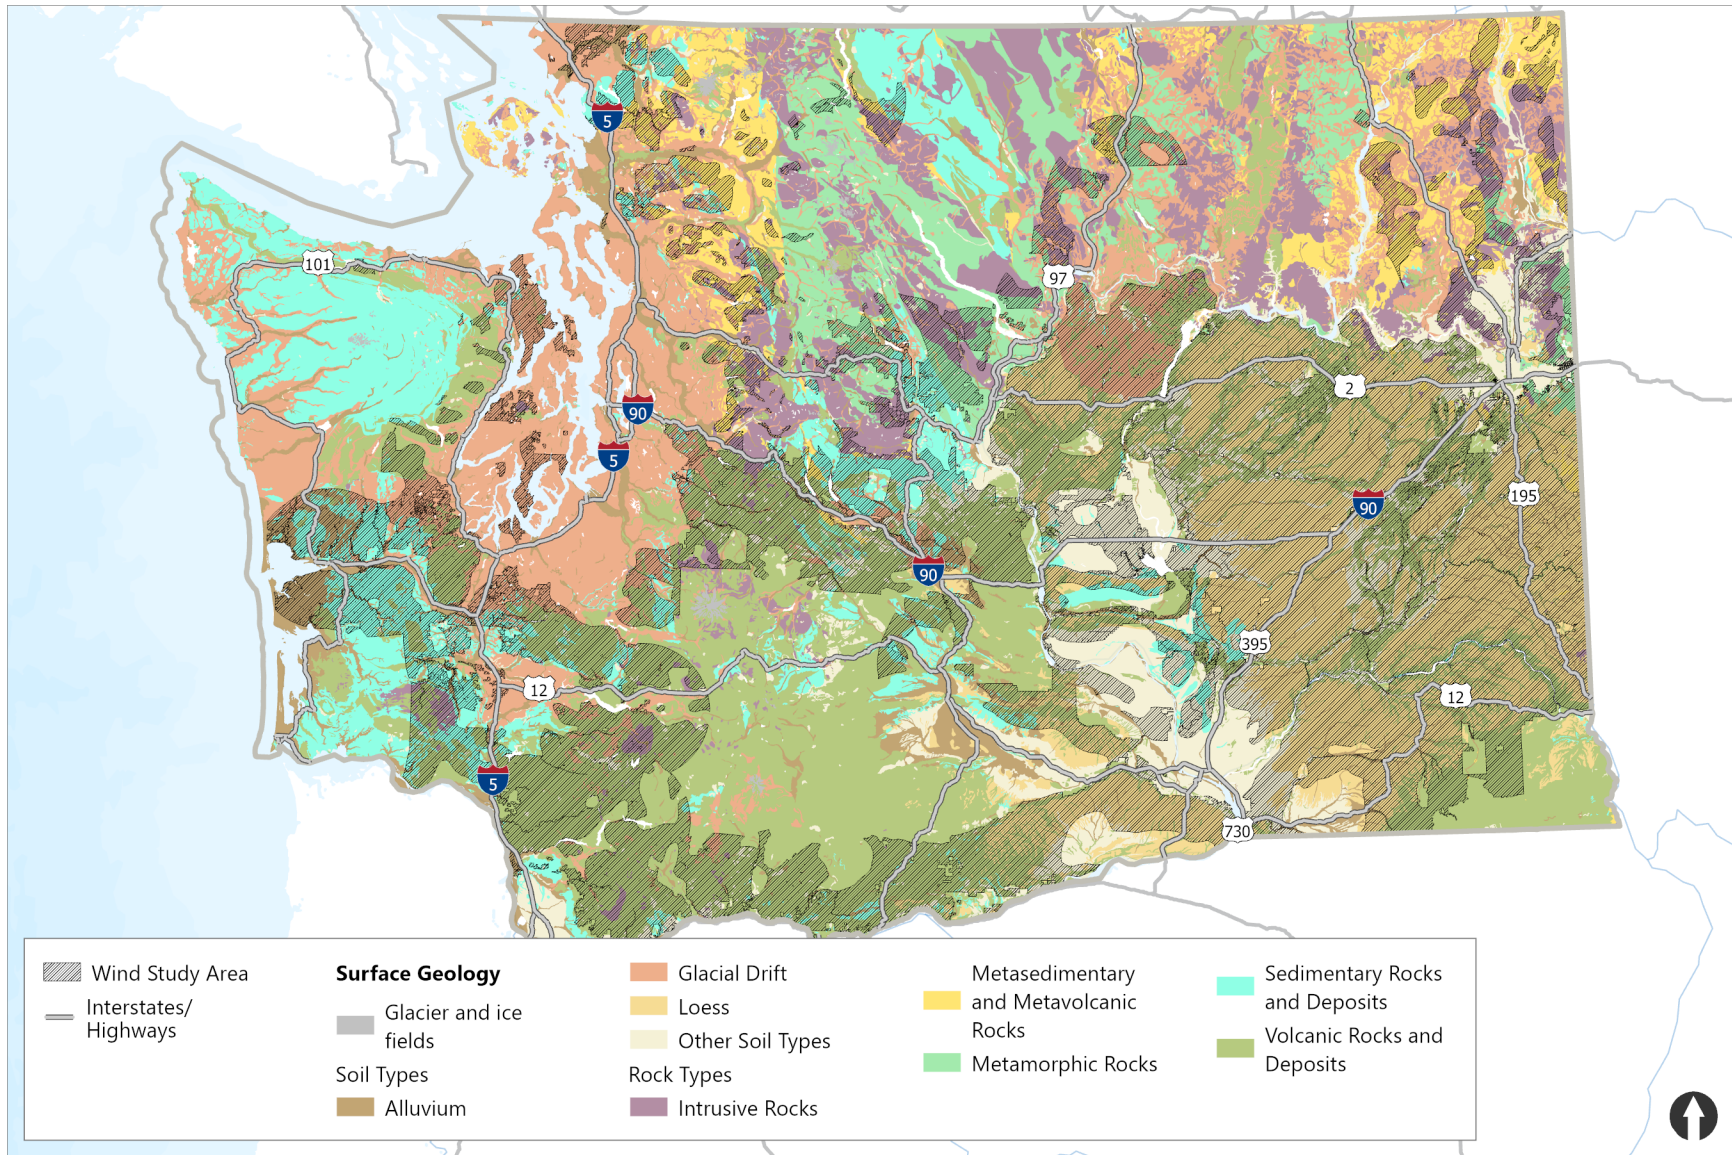 5
101
97
2
90
5
90
195
90
395
12
12
5
730
Wind Study Area
Interstates/
Highways
Surface Geology
Glacier and ice
fields
Soil Types
Alluvium
Glacial Drift
Loess
Other Soil Types
Rock Types
Intrusive Rocks
Metasedimentary
and Metavolcanic
Rocks
Metamorphic Rocks
Sedimentary Rocks
and Deposits
Volcanic Rocks and
Deposits